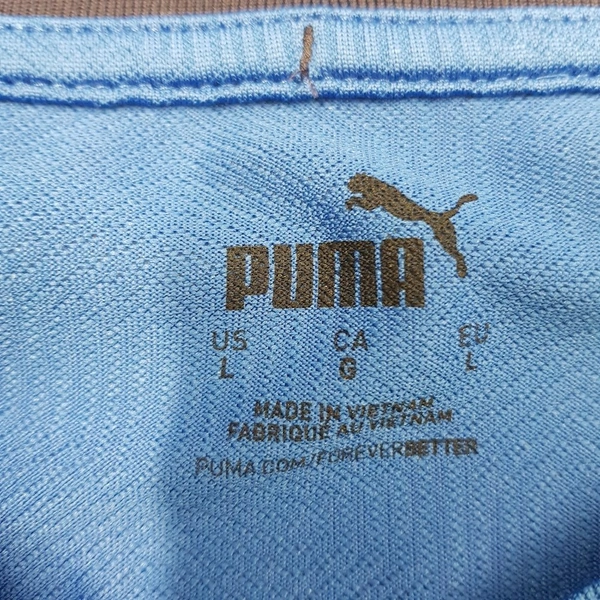 PUMA
US CA EU
L G L
MADE IN VIETNAM
FABRIQUE AU VIETNAM
PUMA.COM/FOREVERBETTER